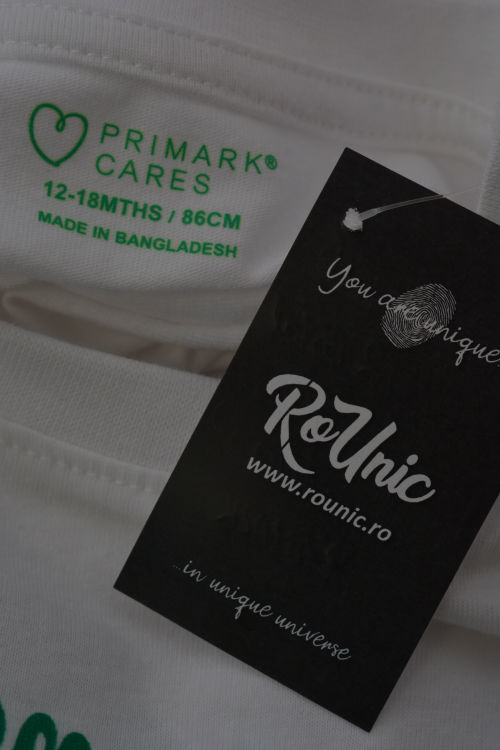 PRIMARK®
CARES
12-18MTHS / 86CM
MADE IN BANGLADESH
You are unique
RoUnic
www.rounic.ro
...in unique universe